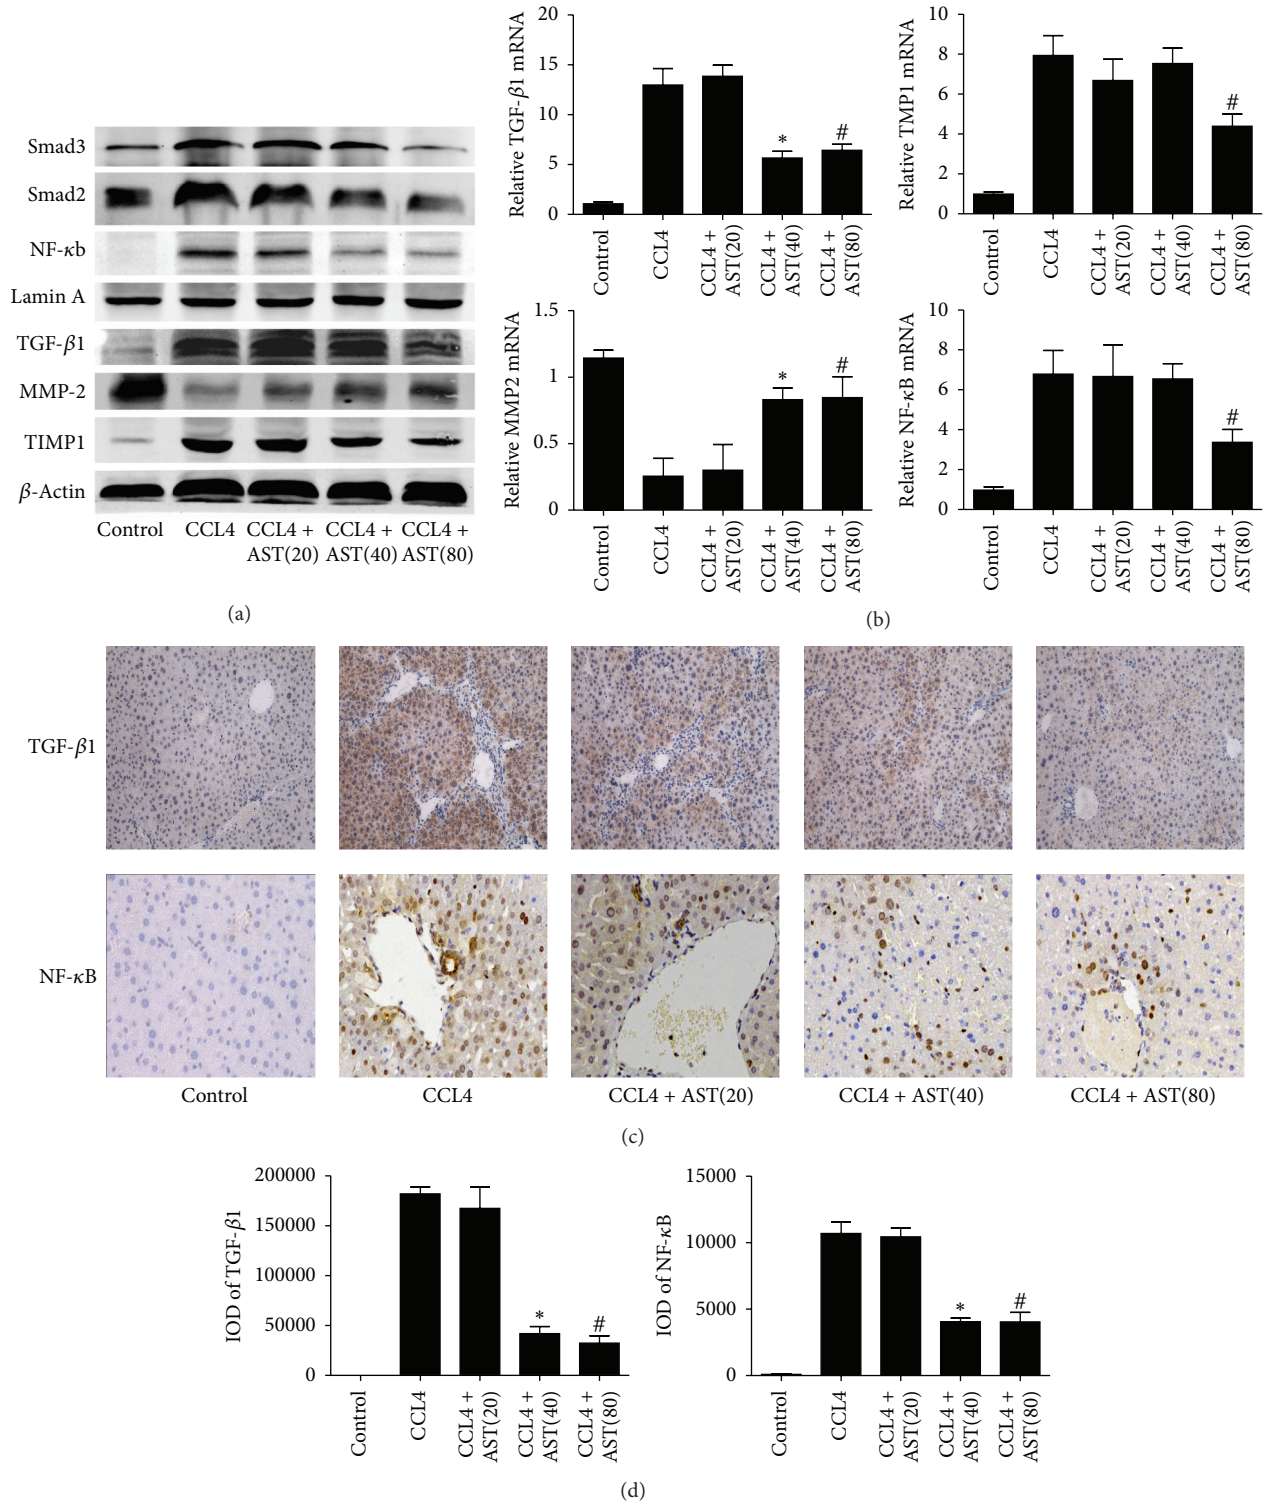 Smad3
Smad2
NF-κb
Lamin A
TGF-β1
MMP-2
TIMP1
β-Actin
Control
CCL4
CCL4 +
AST(20)
CCL4 +
AST(40)
CCL4 +
AST(80)
(a)
Relative TGF-β1 mRNA
20
15
10
5
0
*
#
Control
CCL4
CCL4 +
AST(20)
CCL4 +
AST(40)
CCL4 +
AST(80)
Relative TMP1 mRNA
10
8
6
4
2
0
#
Control
CCL4
CCL4 +
AST(20)
CCL4 +
AST(40)
CCL4 +
AST(80)
Relative MMP2 mRNA
1.5
1
0.5
0
*
#
Control
CCL4
CCL4 +
AST(20)
CCL4 +
AST(40)
CCL4 +
AST(80)
Relative NF-κB mRNA
10
8
6
4
2
0
#
Control
CCL4
CCL4 +
AST(20)
CCL4 +
AST(40)
CCL4 +
AST(80)
(b)
TGF-β1
NF-κB
Control
CCL4
CCL4 + AST(20)
CCL4 + AST(40)
CCL4 + AST(80)
(c)
IOD of TGF-β1
200000
150000
100000
50000
0
*
#
Control
CCL4
CCL4 +
AST(20)
CCL4 +
AST(40)
CCL4 +
AST(80)
IOD of NF-κB
15000
10000
5000
0
*
#
Control
CCL4
CCL4 +
AST(20)
CCL4 +
AST(40)
CCL4 +
AST(80)
(d)